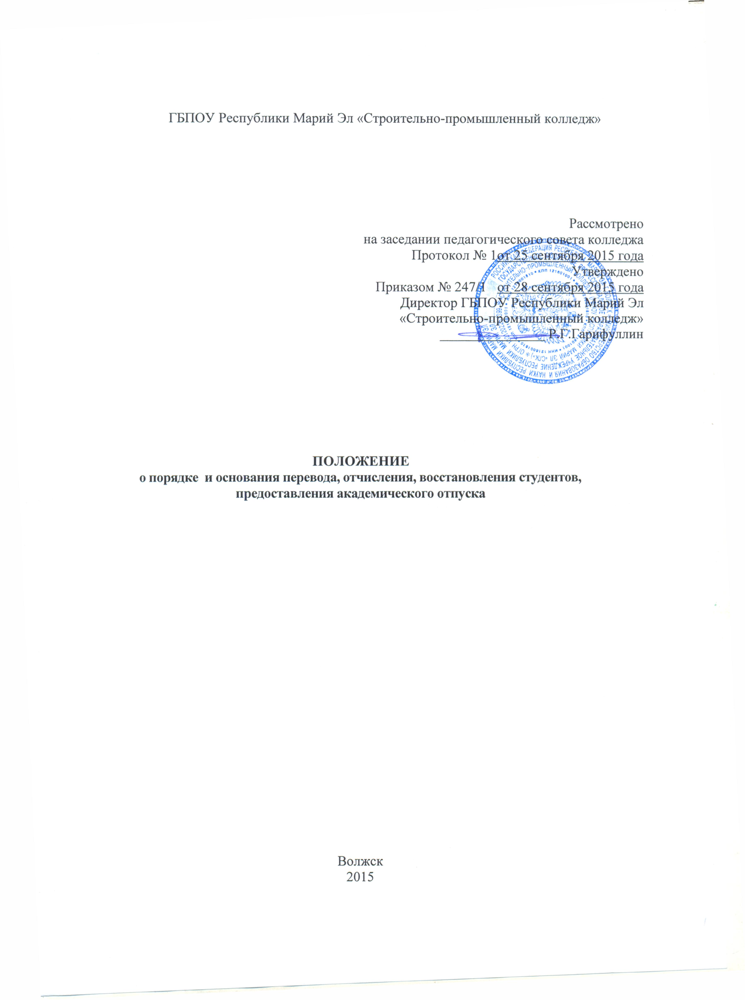 ГБПОУ Республики Марий Эл «Строительно-промышленный колледж»
Рассмотрено
на заседании педагогического совета колледжа
Протокол № 1от 25 сентября 2015 года
Утверждено
Приказом № 247/1 от 28 сентября 2015 года
Директор ГБПОУ Республики Марий Эл
«Строительно-промышленный колледж»
Р.Г.Гарифуллин
ПОЛОЖЕНИЕ
о порядке и основания перевода, отчисления, восстановления студентов,
предоставления академического отпуска
Волжск
2015